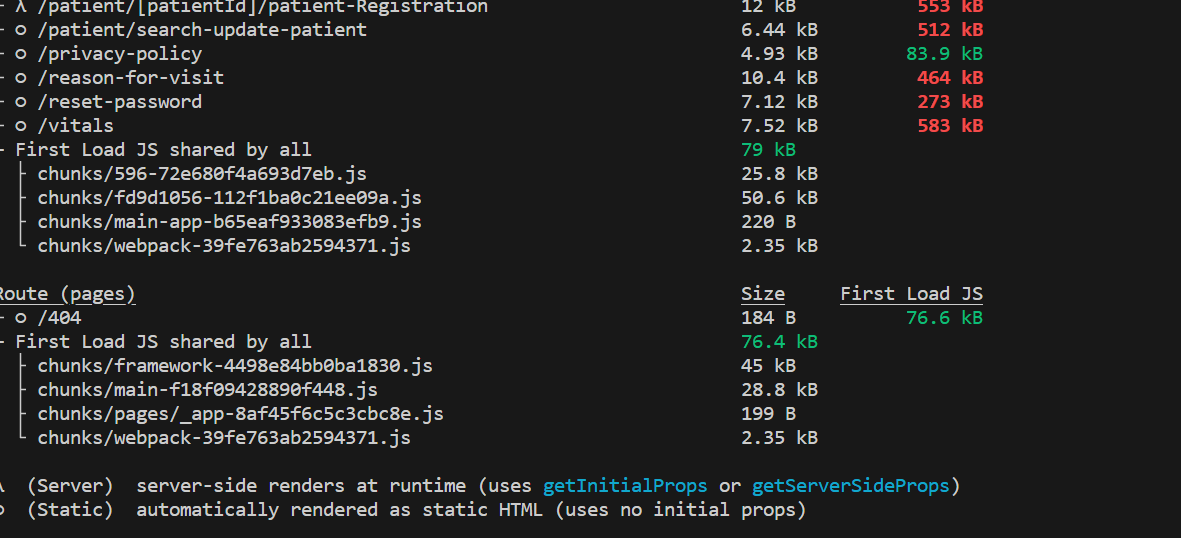 λ /patient/[patientId]/patient-Registration 12 kB 553 kB
○ /patient/search-update-patient 6.44 kB 512 kB
○ /privacy-policy 4.93 kB 83.9 kB
○ /reason-for-visit 10.4 kB 464 kB
○ /reset-password 7.12 kB 273 kB
○ /vitals 7.52 kB 583 kB
First Load JS shared by all 79 kB
├ chunks/596-72e680f4a693d7eb.js 25.8 kB
├ chunks/fd9d1056-112f1ba0c21ee09a.js 50.6 kB
├ chunks/main-app-b65eaf933083efb9.js 220 B
└ chunks/webpack-39fe763ab2594371.js 2.35 kB
Route (pages) Size First Load JS
○ /404 184 B 76.6 kB
First Load JS shared by all 76.4 kB
├ chunks/framework-4498e84bb0ba1830.js 45 kB
├ chunks/main-f18f09428890f448.js 28.8 kB
├ chunks/pages/_app-8af45f6c5c3cbc8e.js 199 B
└ chunks/webpack-39fe763ab2594371.js 2.35 kB
λ (Server) server-side renders at runtime (uses getInitialProps or getServerSideProps)
○ (Static) automatically rendered as static HTML (uses no initial props)